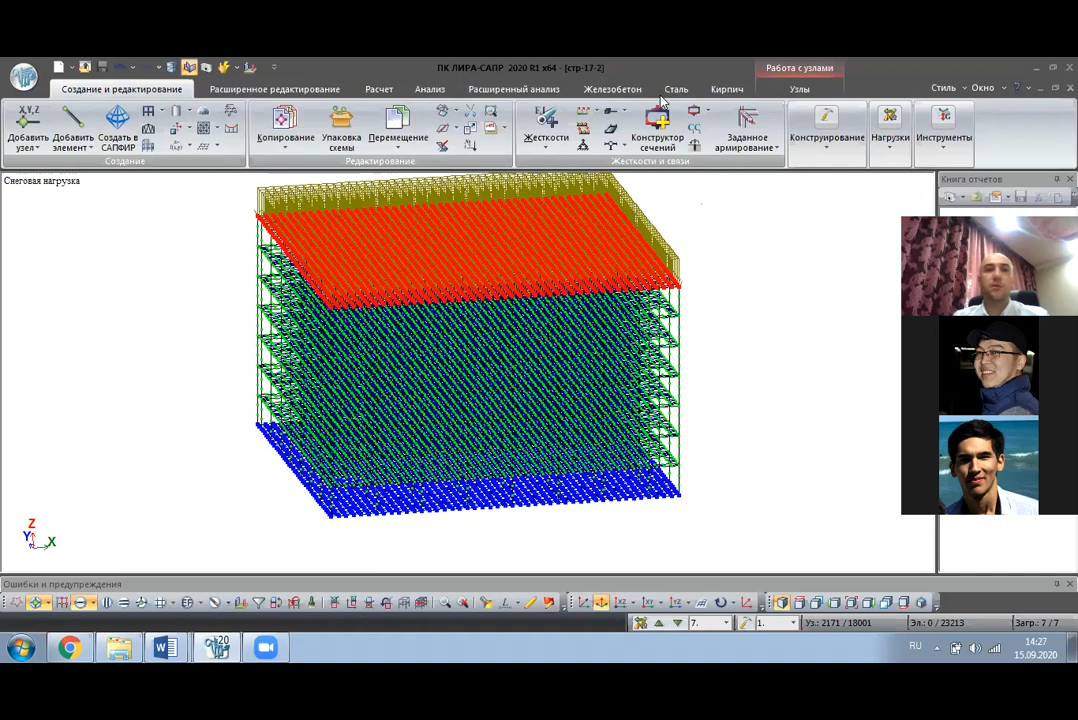 ПК ЛИРА-САПР 2020 R1 x64 - [стр-17-2]
Работа с узлами
Создание и редактирование
Расширенное редактирование
Расчет
Анализ
Расширенный анализ
Железобетон
Сталь
Кирпич
Узлы
Стиль
Окно
Добавить узел
Добавить элемент
Создать в САПФИР
Копирование
Упаковка схемы
Перемещение
Жесткости
Конструктор сечений
Заданное армирование
Конструирование
Нагрузки
Инструменты
Создание
Редактирование
Жесткости и связи
Снеговая нагрузка
Книга отчетов
Z
Y
X
Ошибки и предупреждения
7.
1.
Уз.: 2171 / 18001
Эл.: 0 / 23213
Загр.: 7 / 7
20
RU
14:27
15.09.2020